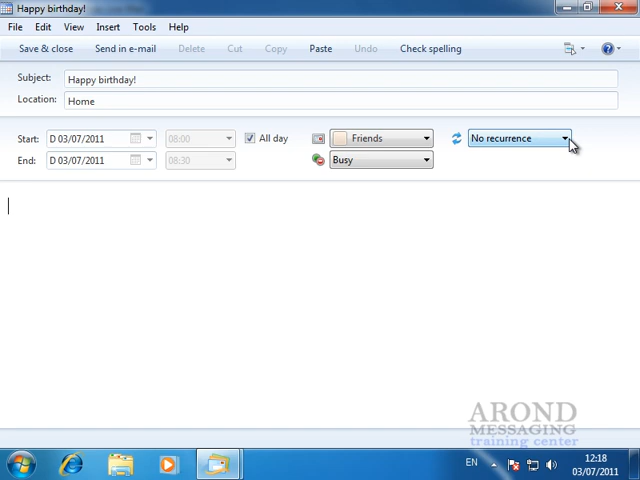 Happy birthday!
File Edit View Insert Tools Help
Save & close Send in e-mail Delete Cut Copy Paste Undo Check spelling
Subject: Happy birthday!
Location: Home
Start: D 03/07/2011 08:00 All day Friends No recurrence
End: D 03/07/2011 08:30 Busy
AROND
MESSAGING
training center
EN 12:18
03/07/2011